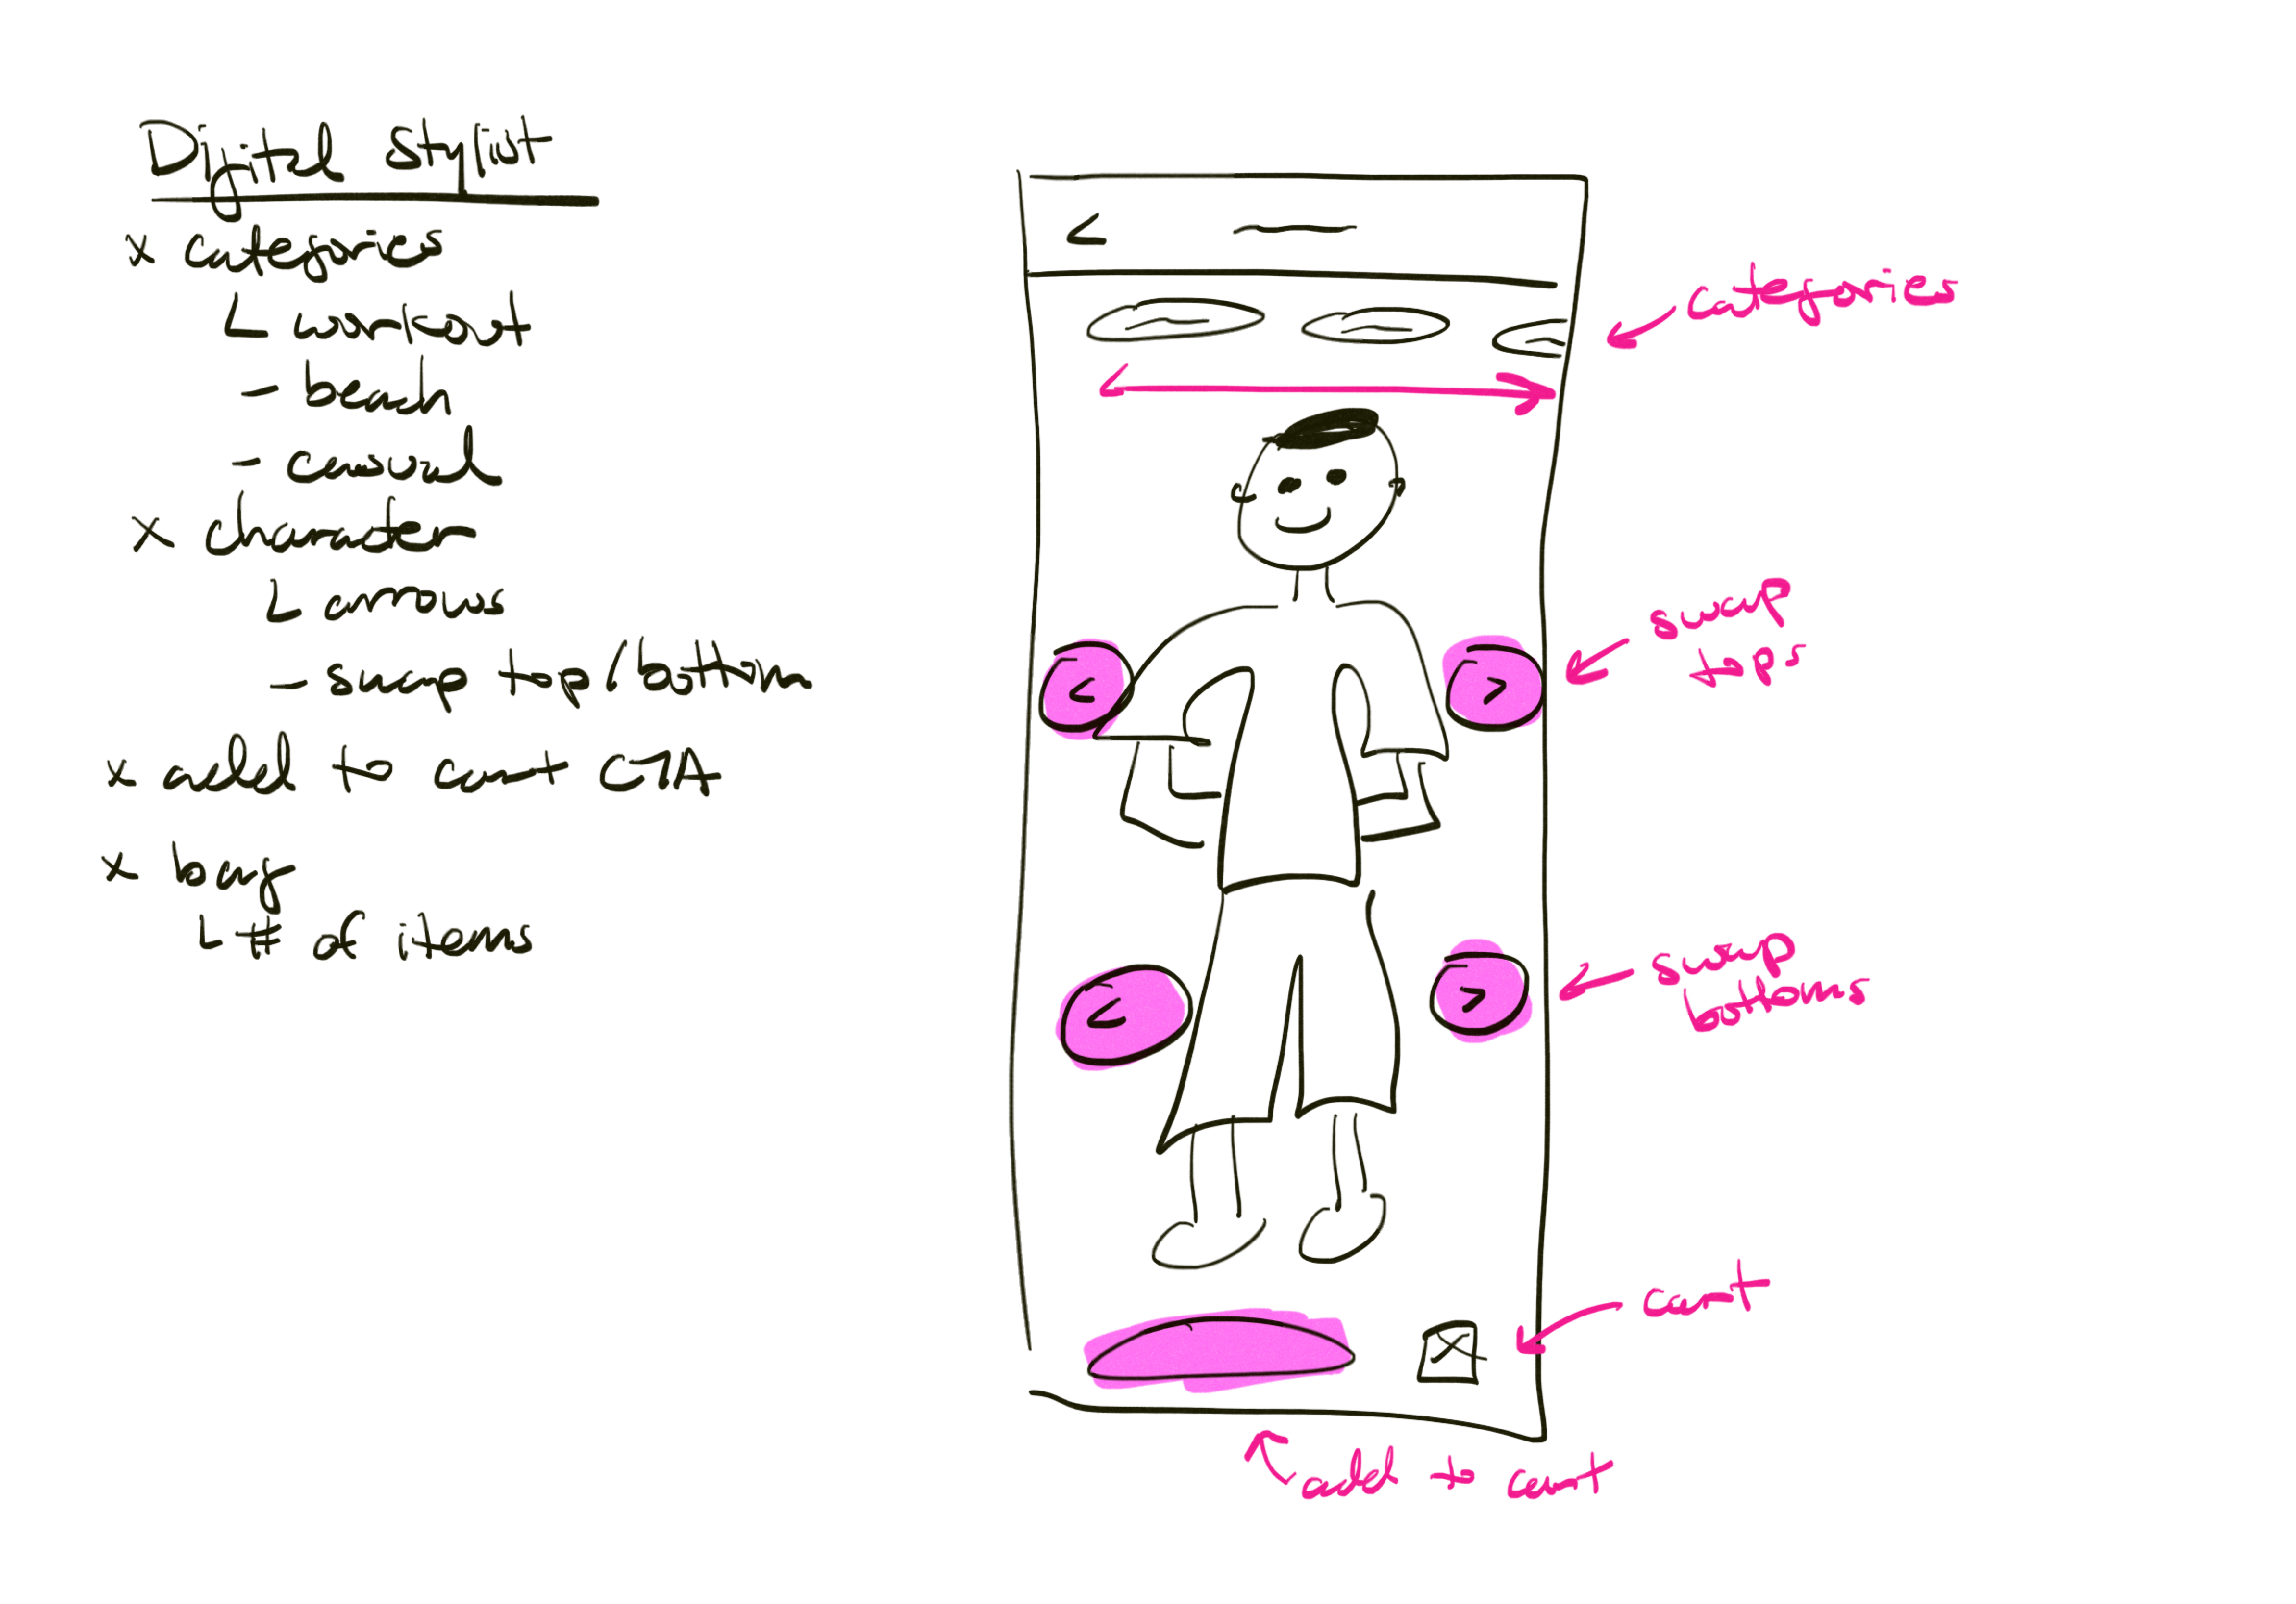 Digital Stylist
x categories
L workout
- beach
- casual
x character
L arrows
- swap top/bottom
x add to cart CTA
x bag
L # of items
<
categories
< >
swap
tops
< >
swap
bottoms
cart
add to cart